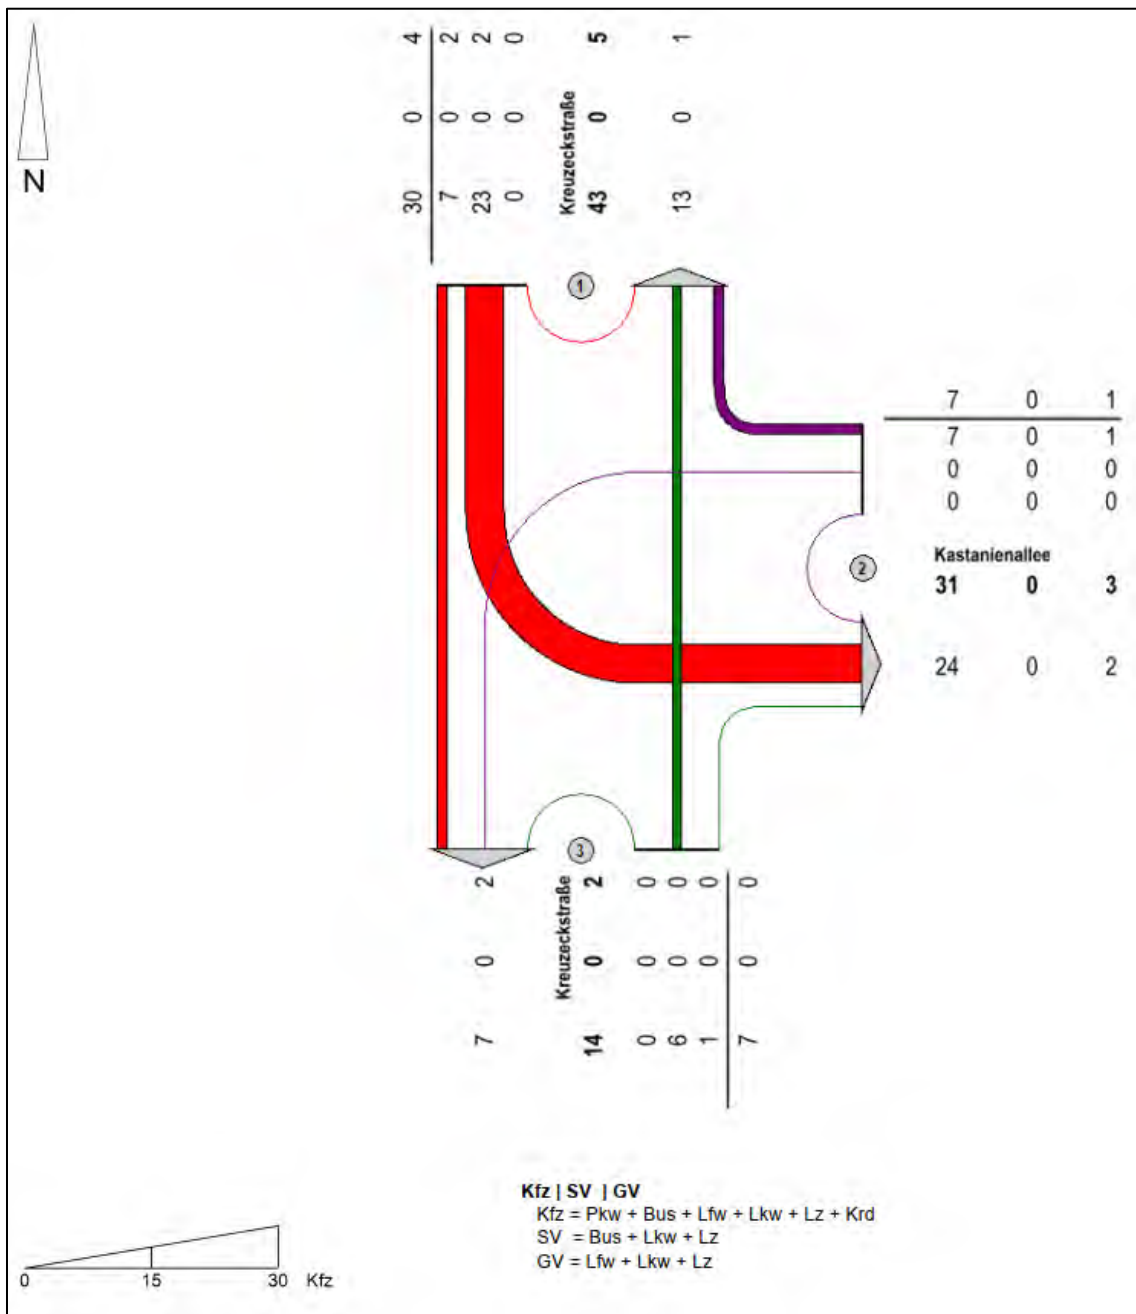 N
30 0 4
7 0 2
23 0 2
0 0 0
Kreuzeckstraße
43 0 5
13 0 1
1
7 0 1
7 0 1
0 0 0
0 0 0
Kastanienallee
31 0 3
24 0 2
2
3
7 0 2
Kreuzeckstraße
14 0 2
0 0 0
6 0 0
1 0 0
7 0 0
Kfz | SV | GV
Kfz = Pkw + Bus + Lfw + Lkw + Lz + Krd
SV = Bus + Lkw + Lz
GV = Lfw + Lkw + Lz
0 15 30 Kfz